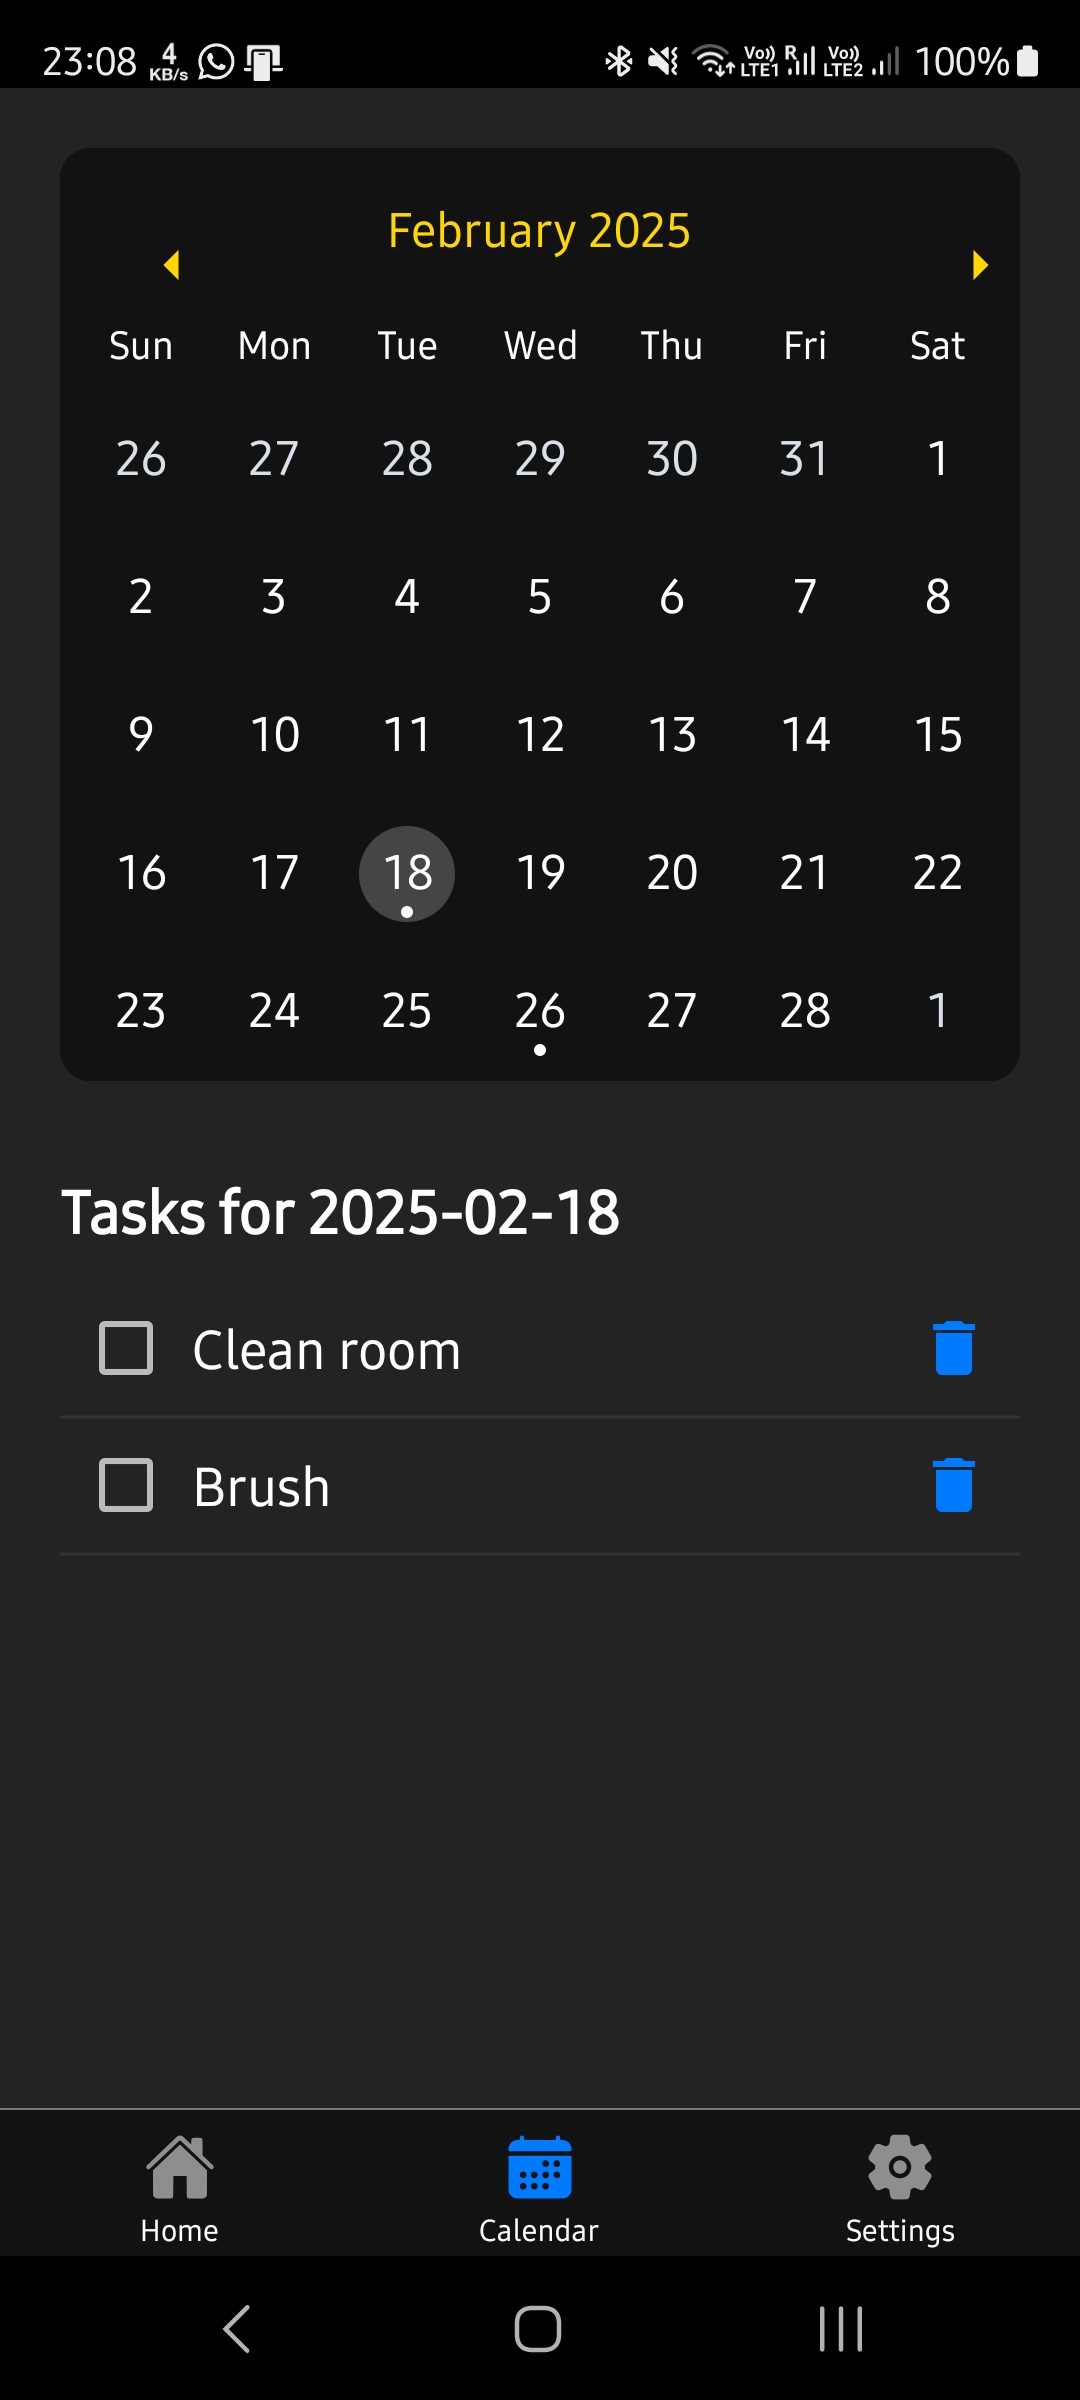 23:08 4 KB/s Vo)) LTE1 R Vo)) LTE2 100%
February 2025
Sun Mon Tue Wed Thu Fri Sat
26 27 28 29 30 31 1
2 3 4 5 6 7 8
9 10 11 12 13 14 15
16 17 18 19 20 21 22
23 24 25 26 27 28 1
Tasks for 2025-02-18
Clean room
Brush
Home Calendar Settings